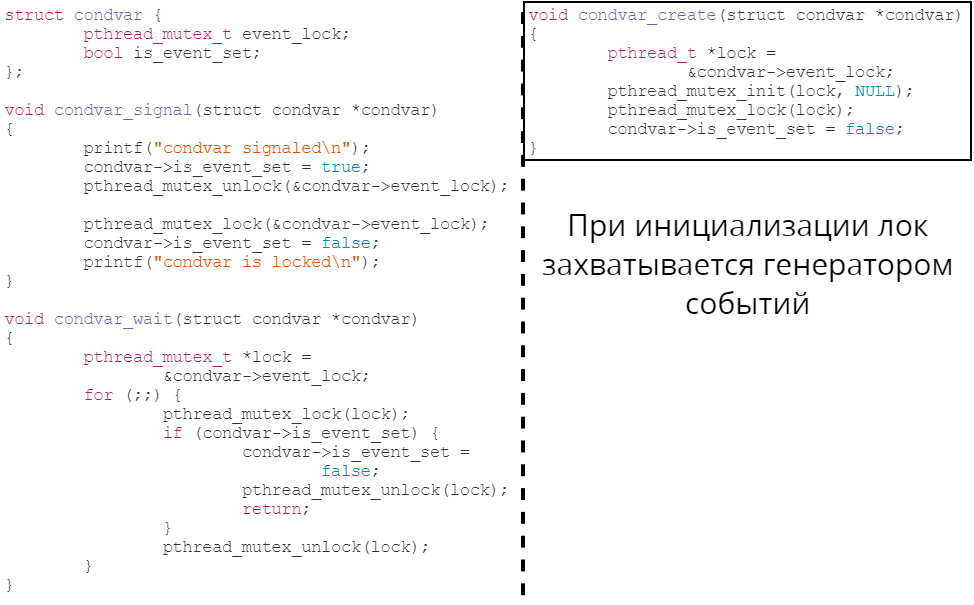 struct condvar {
        pthread_mutex_t event_lock;
        bool is_event_set;
};

void condvar_signal(struct condvar *condvar)
{
        printf("condvar signaled\n");
        condvar->is_event_set = true;
        pthread_mutex_unlock(&condvar->event_lock);

        pthread_mutex_lock(&condvar->event_lock);
        condvar->is_event_set = false;
        printf("condvar is locked\n");
}

void condvar_wait(struct condvar *condvar)
{
        pthread_mutex_t *lock =
                &condvar->event_lock;
        for (;;) {
                pthread_mutex_lock(lock);
                if (condvar->is_event_set) {
                        condvar->is_event_set =
                                false;
                        pthread_mutex_unlock(lock);
                        return;
                }
                pthread_mutex_unlock(lock);
        }
}
void condvar_create(struct condvar *condvar)
{
        pthread_t *lock =
                &condvar->event_lock;
        pthread_mutex_init(lock, NULL);
        pthread_mutex_lock(lock);
        condvar->is_event_set = false;
}
При инициализации лок
захватывается генератором
событий